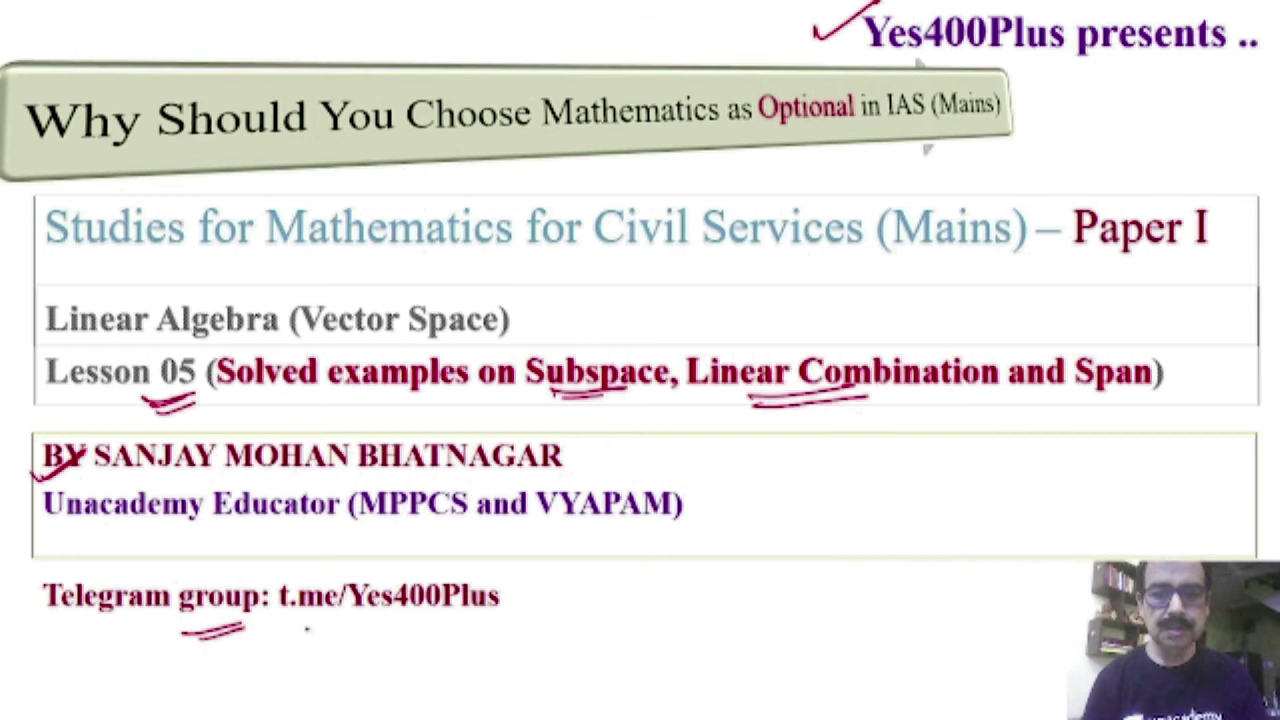 Yes400Plus presents ..
Why Should You Choose Mathematics as Optional in IAS (Mains)
Studies for Mathematics for Civil Services (Mains) – Paper I
Linear Algebra (Vector Space)
Lesson 05 (Solved examples on Subspace, Linear Combination and Span)
BY SANJAY MOHAN BHATNAGAR
Unacademy Educator (MPPCS and VYAPAM)
Telegram group: t.me/Yes400Plus
unacademy